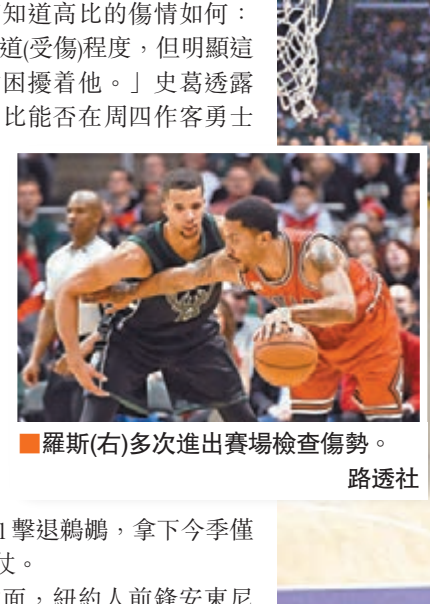 知道高比的傷情如何：
道(受傷)程度，但明顯這
困擾着他。」史葛透露
比能否在周四作客勇士
■羅斯(右)多次進出賽場檢查傷勢。
路透社
擊退鵜鶘，拿下今季僅
仗。
面，紐約人前鋒安東尼